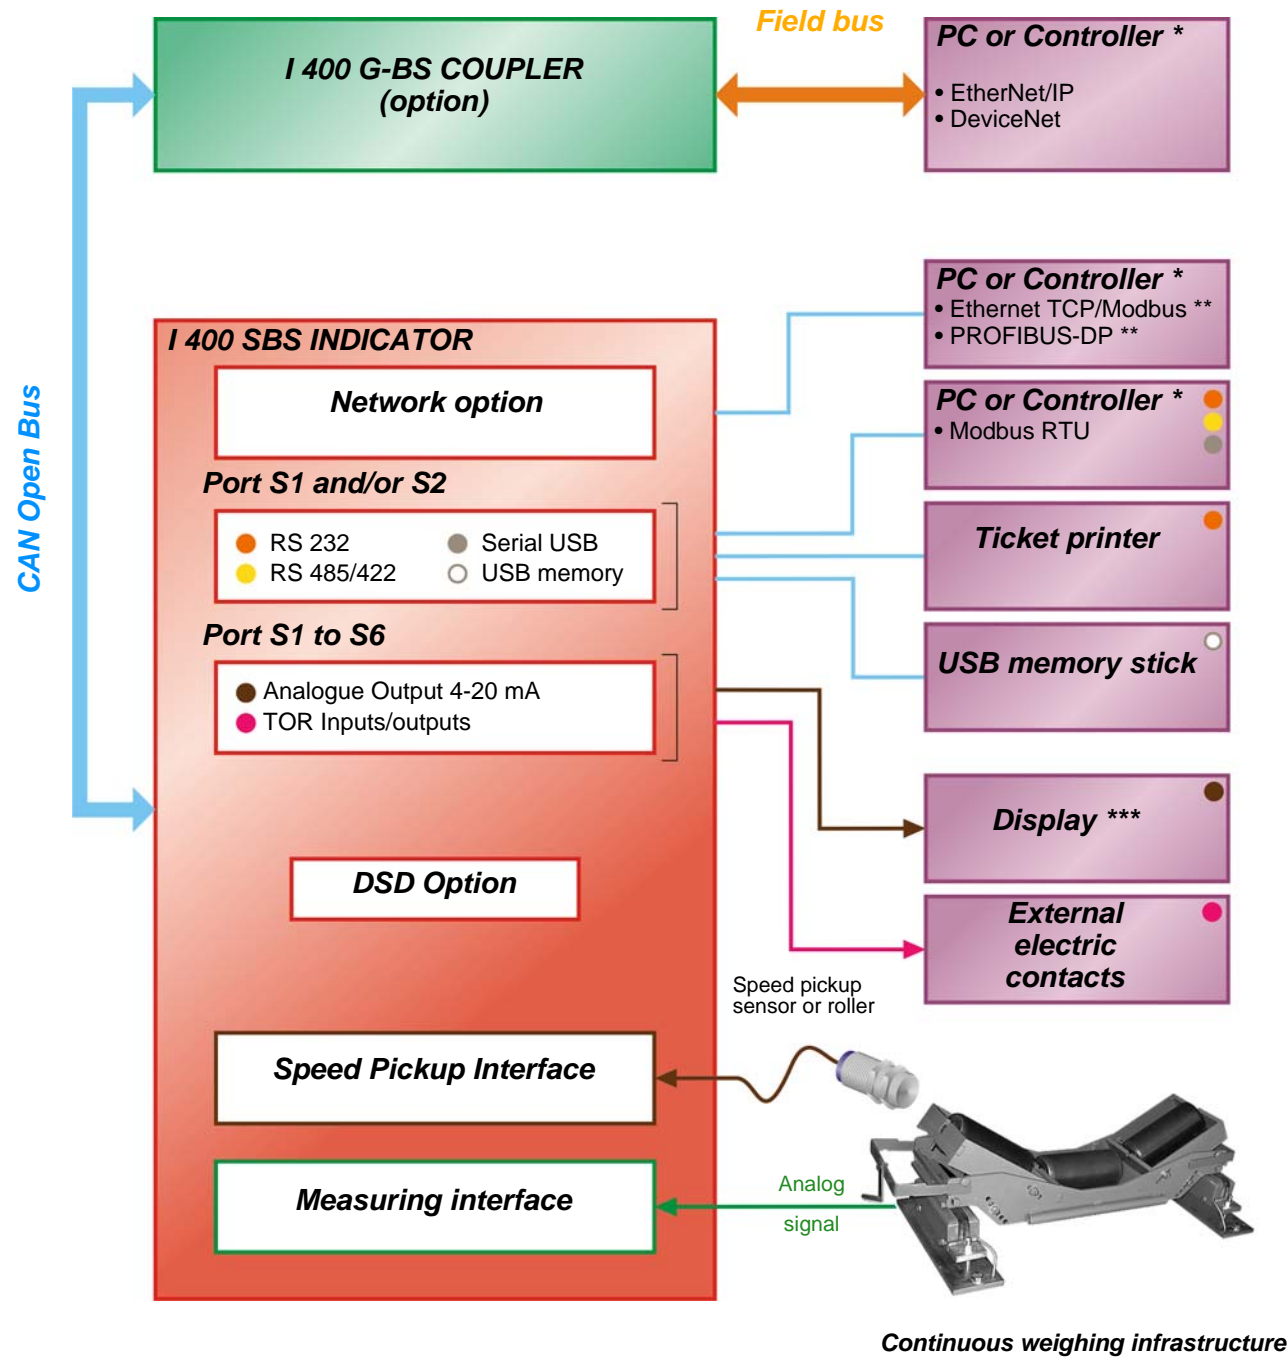 Field bus
I 400 G-BS COUPLER
(option)
PC or Controller *
• EtherNet/IP
• DeviceNet
CAN Open Bus
I 400 SBS INDICATOR
Network option
Port S1 and/or S2
RS 232
Serial USB
RS 485/422
USB memory
Port S1 to S6
Analogue Output 4-20 mA
TOR Inputs/outputs
DSD Option
Speed Pickup Interface
Measuring interface
PC or Controller *
• Ethernet TCP/Modbus **
• PROFIBUS-DP **
PC or Controller *
• Modbus RTU
Ticket printer
USB memory stick
Display ***
External
electric
contacts
Speed pickup
sensor or roller
Analog
signal
Continuous weighing infrastructure